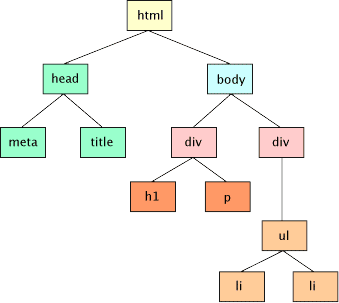 html
head
body
meta
title
div
div
h1
p
ul
li
li